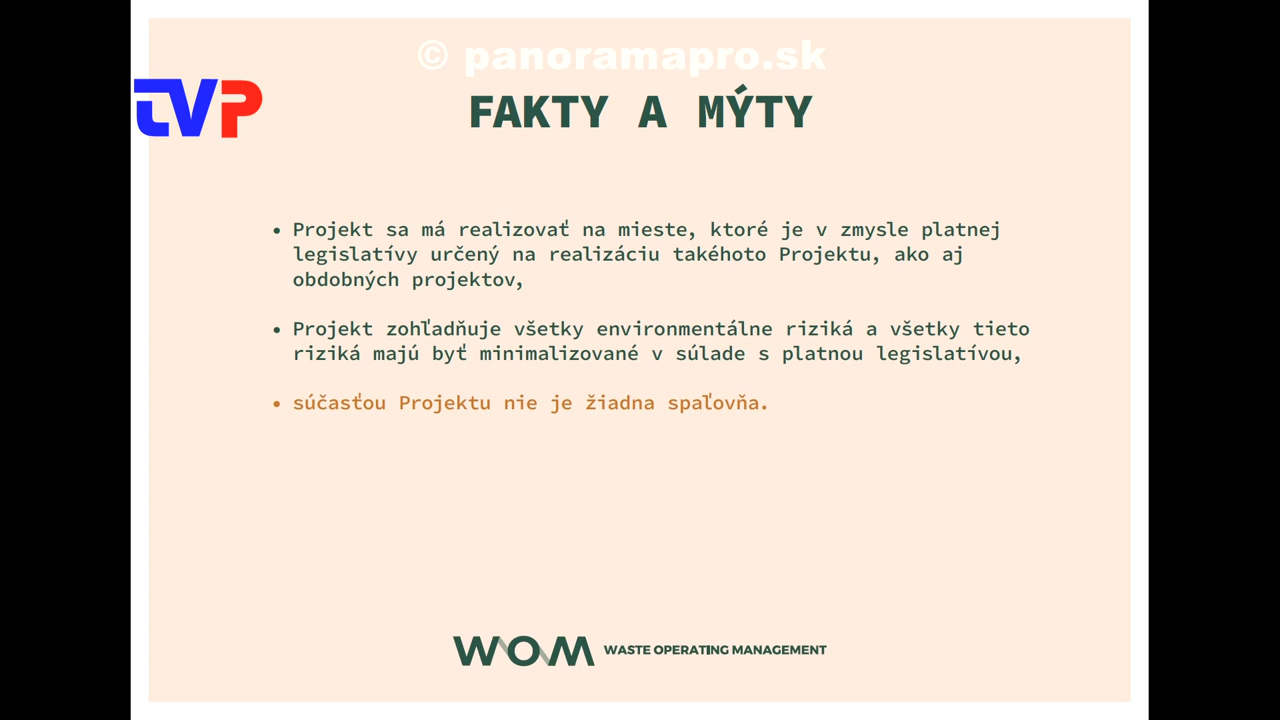 © panoramapro.sk
tVP
FAKTY A MÝTY
• Projekt sa má realizovať na mieste, ktoré je v zmysle platnej
legislatívy určený na realizáciu takéhoto Projektu, ako aj
obdobných projektov,
• Projekt zohľadňuje všetky environmentálne riziká a všetky tieto
riziká majú byť minimalizované v súlade s platnou legislatívou,
• súčasťou Projektu nie je žiadna spaľovňa.
WOM WASTE OPERATING MANAGEMENT